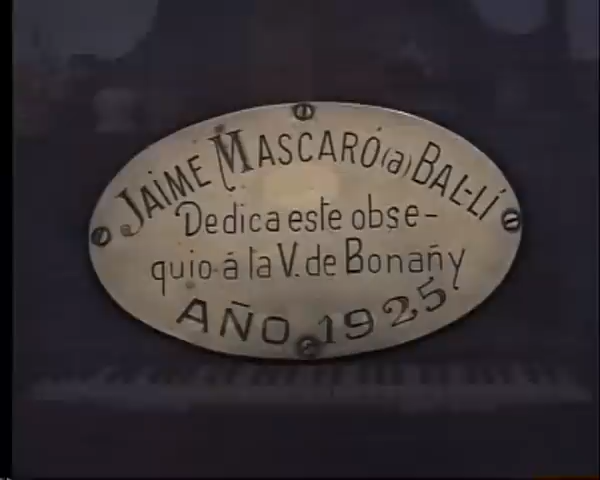 JAIME MASCARÓ (a) BAL-LÍ
Dedica este obse-
quio á la V. de Bonañy
AÑO 1925